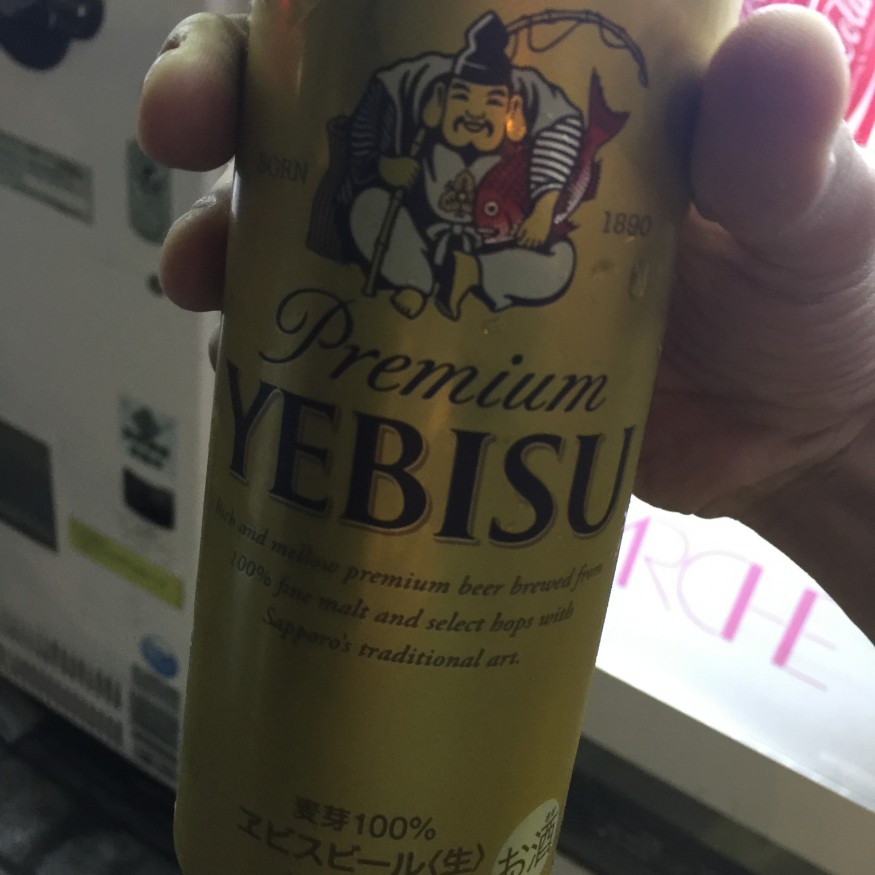 BORN
1890
Premium
YEBISU
Rich and mellow premium beer brewed from
100% fine malt and select hops with
Sapporo's traditional art.
麦芽100%
ヱビスビール〈生〉
お酒
RCHE